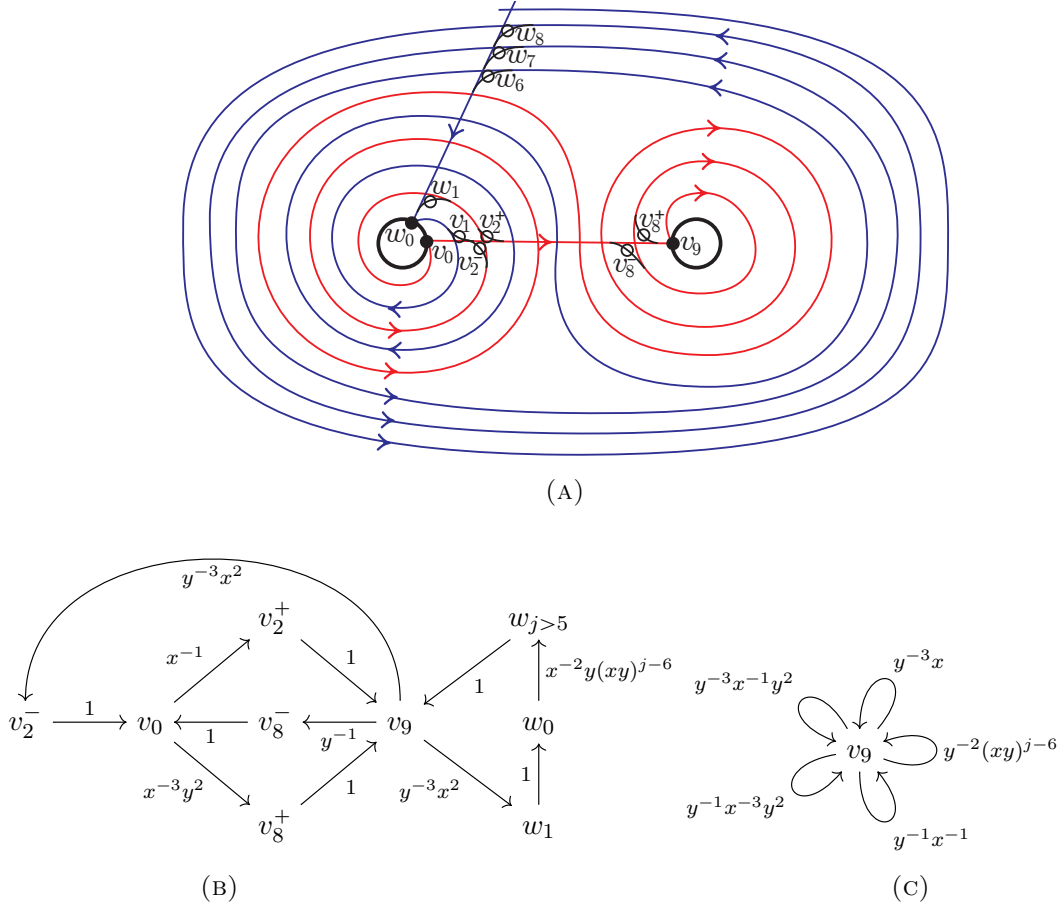 w₈
w₇
w₆
w₁
w₀
v₀
v₁
v₂⁺
v₂⁻
v₈⁺
v₈⁻
v₉
(A)
y⁻³x²
v₂⁺
w_{j>5}
x⁻¹
1
1
x⁻²y(xy)^{j−6}
v₂⁻
1
v₀
1
v₈⁻
y⁻¹
v₉
w₀
x⁻³y²
1
y⁻³x²
1
v₈⁺
w₁
(B)
y⁻³x
y⁻³x⁻¹y²
v₉
y⁻²(xy)^{j−6}
y⁻¹x⁻³y²
y⁻¹x⁻¹
(C)